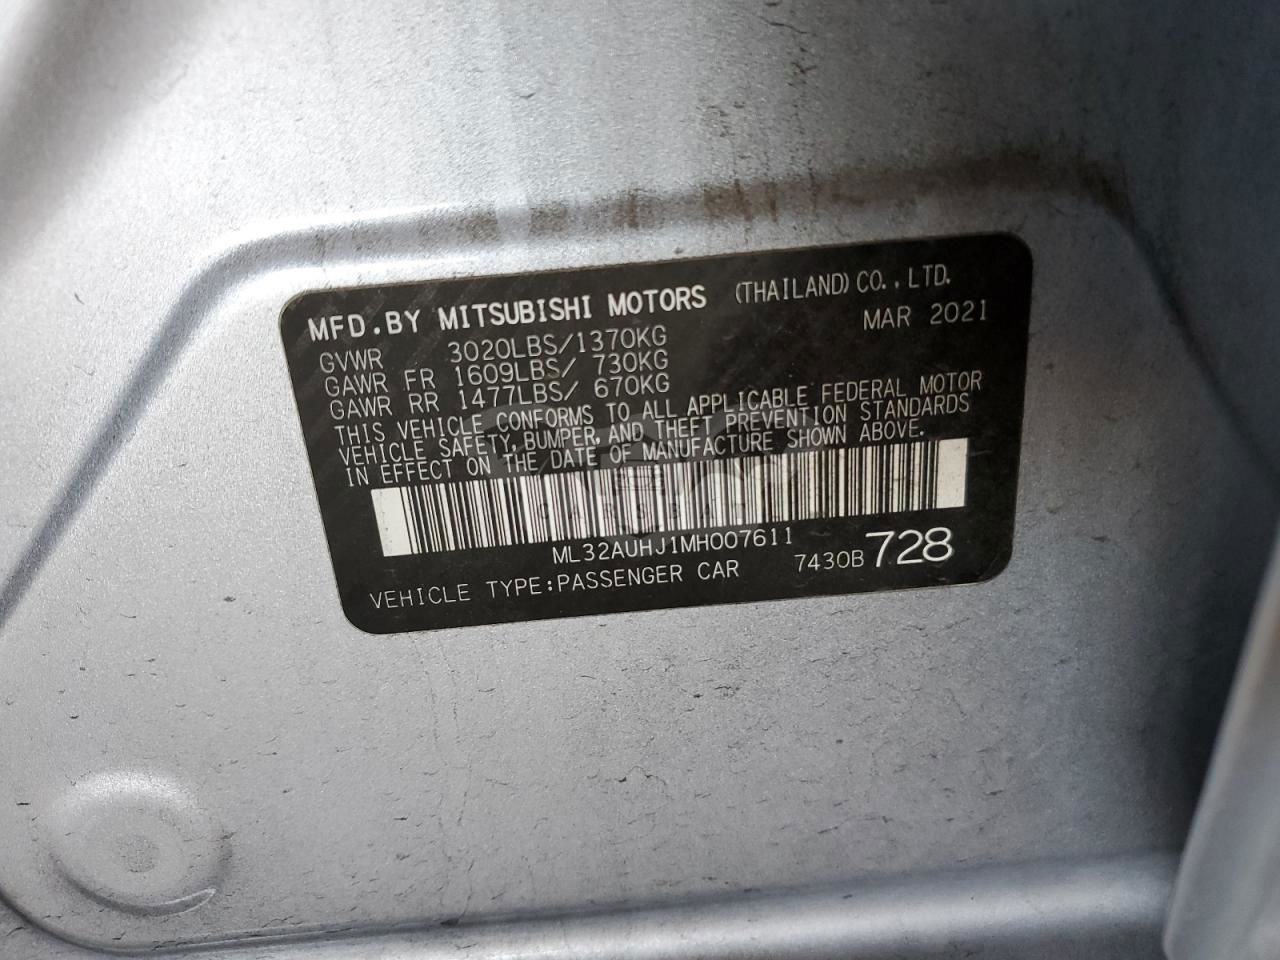 MFD.BY MITSUBISHI MOTORS (THAILAND) CO.,LTD.
MAR 2021
GVWR 3020LBS/1370KG
GAWR FR 1609LBS/ 730KG
GAWR RR 1477LBS/ 670KG
THIS VEHICLE CONFORMS TO ALL APPLICABLE FEDERAL MOTOR
VEHICLE SAFETY, BUMPER, AND THEFT PREVENTION STANDARDS
IN EFFECT ON THE DATE OF MANUFACTURE SHOWN ABOVE.
ML32AUHJ1MH007611
VEHICLE TYPE:PASSENGER CAR 7430B 728